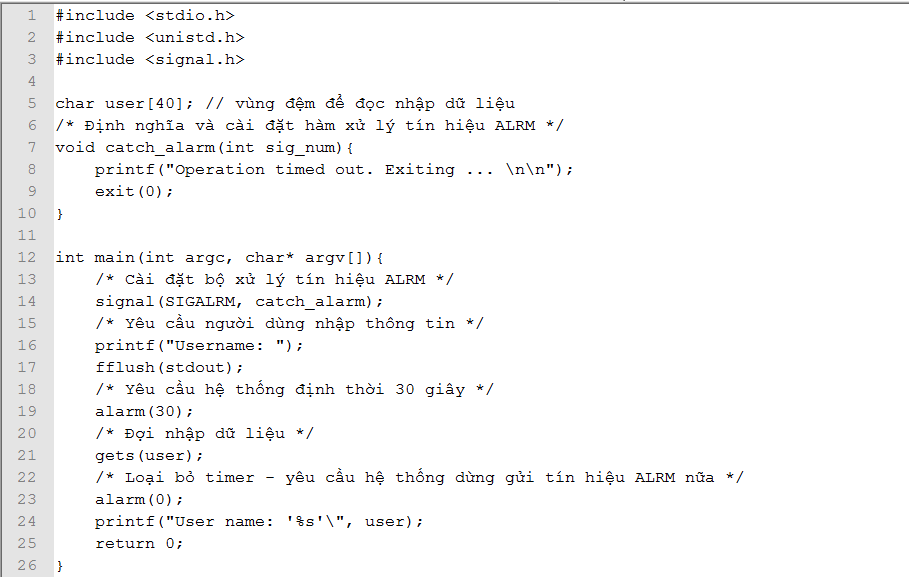 1 #include <stdio.h>
2 #include <unistd.h>
3 #include <signal.h>
4
5 char user[40]; // vùng đệm để đọc nhập dữ liệu
6 /* Định nghĩa và cài đặt hàm xử lý tín hiệu ALRM */
7 void catch_alarm(int sig_num){
8     printf("Operation timed out. Exiting ... \n\n");
9     exit(0);
10 }
11
12 int main(int argc, char* argv[]){
13     /* Cài đặt bộ xử lý tín hiệu ALRM */
14     signal(SIGALRM, catch_alarm);
15     /* Yêu cầu người dùng nhập thông tin */
16     printf("Username: ");
17     fflush(stdout);
18     /* Yêu cầu hệ thống định thời 30 giây */
19     alarm(30);
20     /* Đợi nhập dữ liệu */
21     gets(user);
22     /* Loại bỏ timer – yêu cầu hệ thống dừng gửi tín hiệu ALRM nữa */
23     alarm(0);
24     printf("User name: '%s'\", user);
25     return 0;
26 }